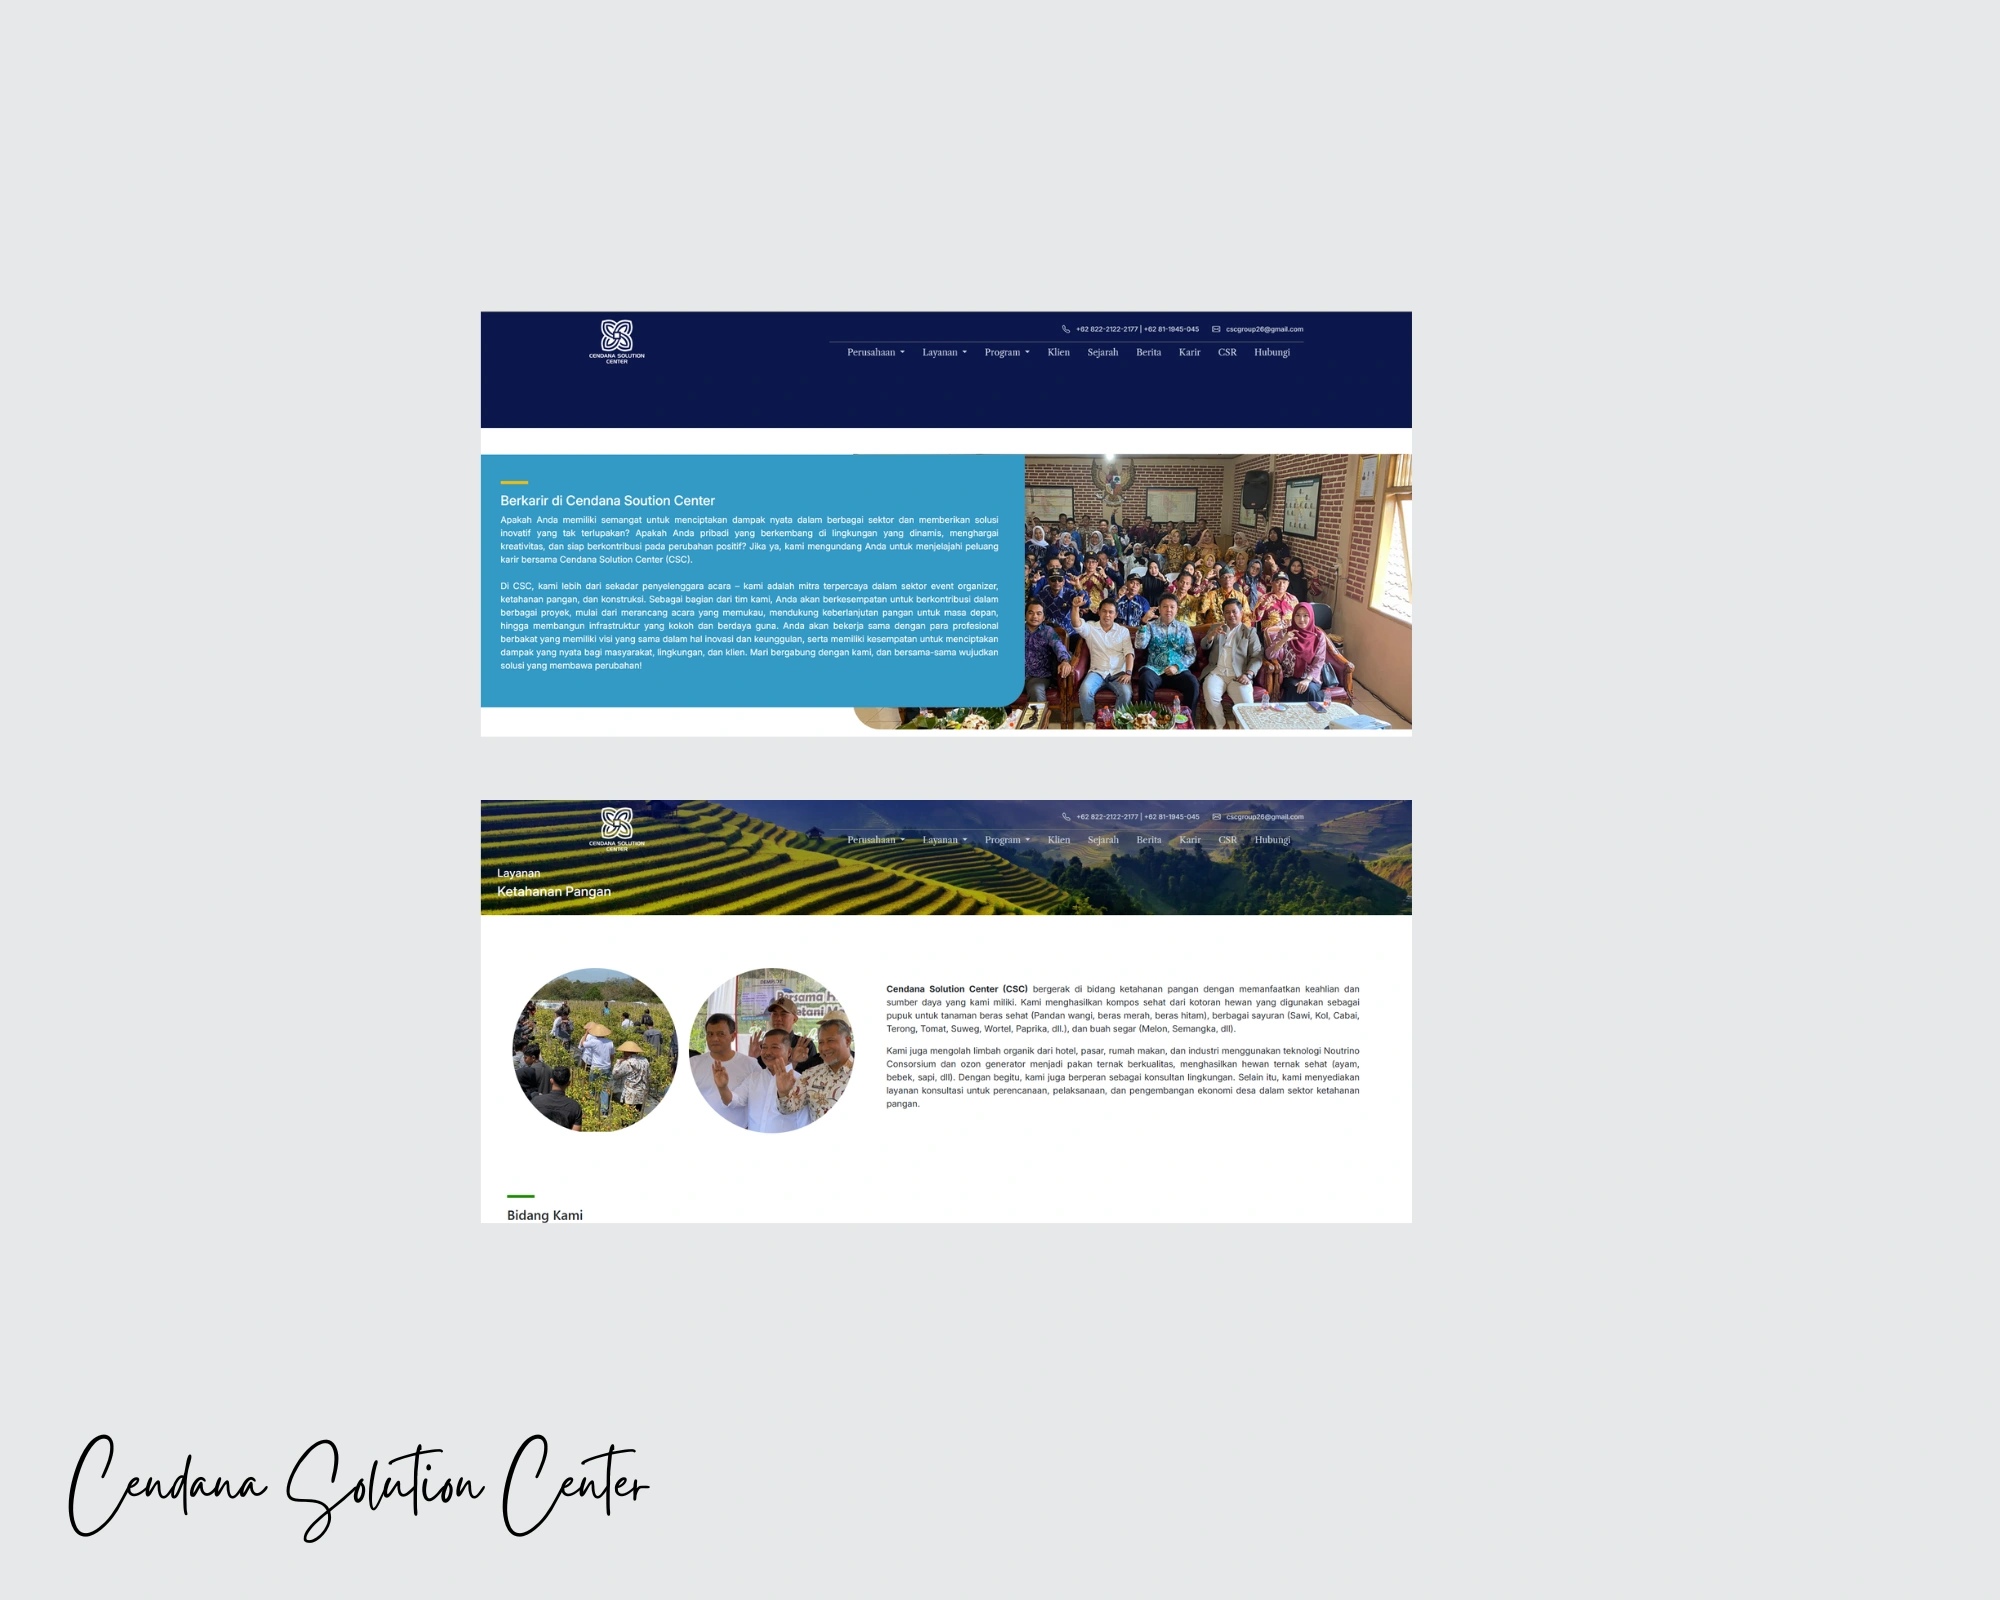 CENDANA SOLUTION
CENTER
+62 822-2122-2177 | +62 81-1945-045 cscgroup26@gmail.com
Perusahaan Layanan Program Klien Sejarah Berita Karir CSR Hubungi
Berkarir di Cendana Soution Center
Apakah Anda memiliki semangat untuk menciptakan dampak nyata dalam berbagai sektor dan memberikan solusi
inovatif yang tak terlupakan? Apakah Anda pribadi yang berkembang di lingkungan yang dinamis, menghargai
kreativitas, dan siap berkontribusi pada perubahan positif? Jika ya, kami mengundang Anda untuk menjelajahi peluang
karir bersama Cendana Solution Center (CSC).
Di CSC, kami lebih dari sekadar penyelenggara acara – kami adalah mitra terpercaya dalam sektor event organizer,
ketahanan pangan, dan konstruksi. Sebagai bagian dari tim kami, Anda akan berkesempatan untuk berkontribusi dalam
berbagai proyek, mulai dari merancang acara yang memukau, mendukung keberlanjutan pangan untuk masa depan,
hingga membangun infrastruktur yang kokoh dan berdaya guna. Anda akan bekerja sama dengan para profesional
berbakat yang memiliki visi yang sama dalam hal inovasi dan keunggulan, serta memiliki kesempatan untuk menciptakan
dampak yang nyata bagi masyarakat, lingkungan, dan klien. Mari bergabung dengan kami, dan bersama-sama wujudkan
solusi yang membawa perubahan!
CENDANA SOLUTION
CENTER
+62 822-2122-2177 | +62 81-1945-045 cscgroup26@gmail.com
Perusahaan Layanan Program Klien Sejarah Berita Karir CSR Hubungi
Layanan
Ketahanan Pangan
Bersama H
etani M
Cendana Solution Center (CSC) bergerak di bidang ketahanan pangan dengan memanfaatkan keahlian dan
sumber daya yang kami miliki. Kami menghasilkan kompos sehat dari kotoran hewan yang digunakan sebagai
pupuk untuk tanaman beras sehat (Pandan wangi, beras merah, beras hitam), berbagai sayuran (Sawi, Kol, Cabai,
Terong, Tomat, Suweg, Wortel, Paprika, dll.), dan buah segar (Melon, Semangka, dll).
Kami juga mengolah limbah organik dari hotel, pasar, rumah makan, dan industri menggunakan teknologi Noutrino
Consorsium dan ozon generator menjadi pakan ternak berkualitas, menghasilkan hewan ternak sehat (ayam,
bebek, sapi, dll). Dengan begitu, kami juga berperan sebagai konsultan lingkungan. Selain itu, kami menyediakan
layanan konsultasi untuk perencanaan, pelaksanaan, dan pengembangan ekonomi desa dalam sektor ketahanan
pangan.
Bidang Kami
Cendana Solution Center